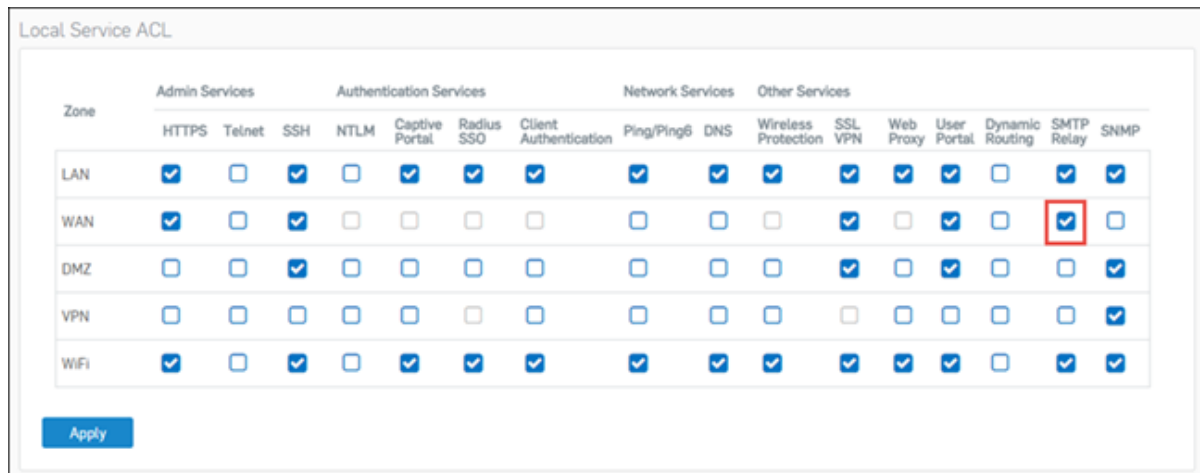 Local Service ACL
Zone
Admin Services Authentication Services Network Services Other Services
HTTPS Telnet SSH NTLM Captive Portal Radius SSO Client Authentication Ping/Ping6 DNS Wireless Protection SSL VPN Web Proxy User Portal Dynamic Routing SMTP Relay SNMP
LAN
WAN
DMZ
VPN
WiFi
Apply